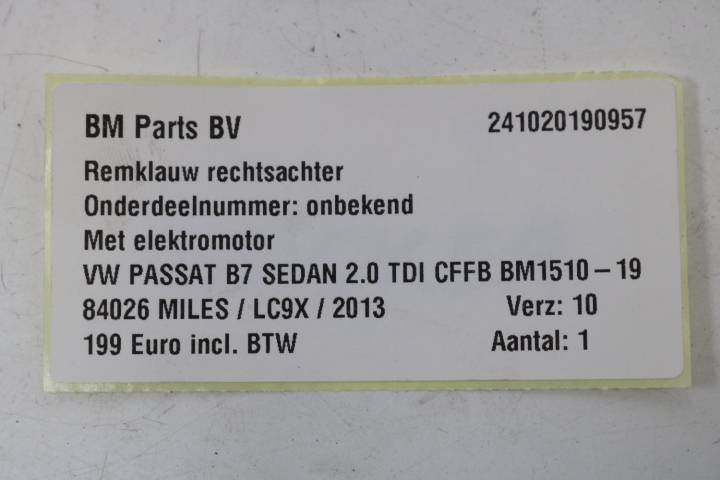 BM Parts BV 241020190957
Remklauw rechtsachter
Onderdeelnummer: onbekend
Met elektromotor
VW PASSAT B7 SEDAN 2.0 TDI CFFB BM1510 – 19
84026 MILES / LC9X / 2013 Verz: 10
199 Euro incl. BTW Aantal: 1